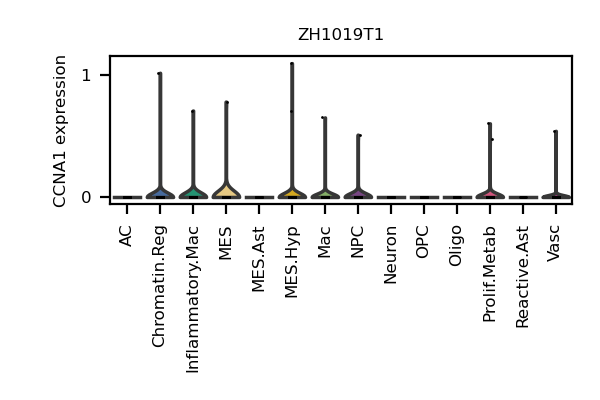 ZH1019T1
CCNA1 expression
1
0
AC
Chromatin.Reg
Inflammatory.Mac
MES
MES.Ast
MES.Hyp
Mac
NPC
Neuron
OPC
Oligo
Prolif.Metab
Reactive.Ast
Vasc